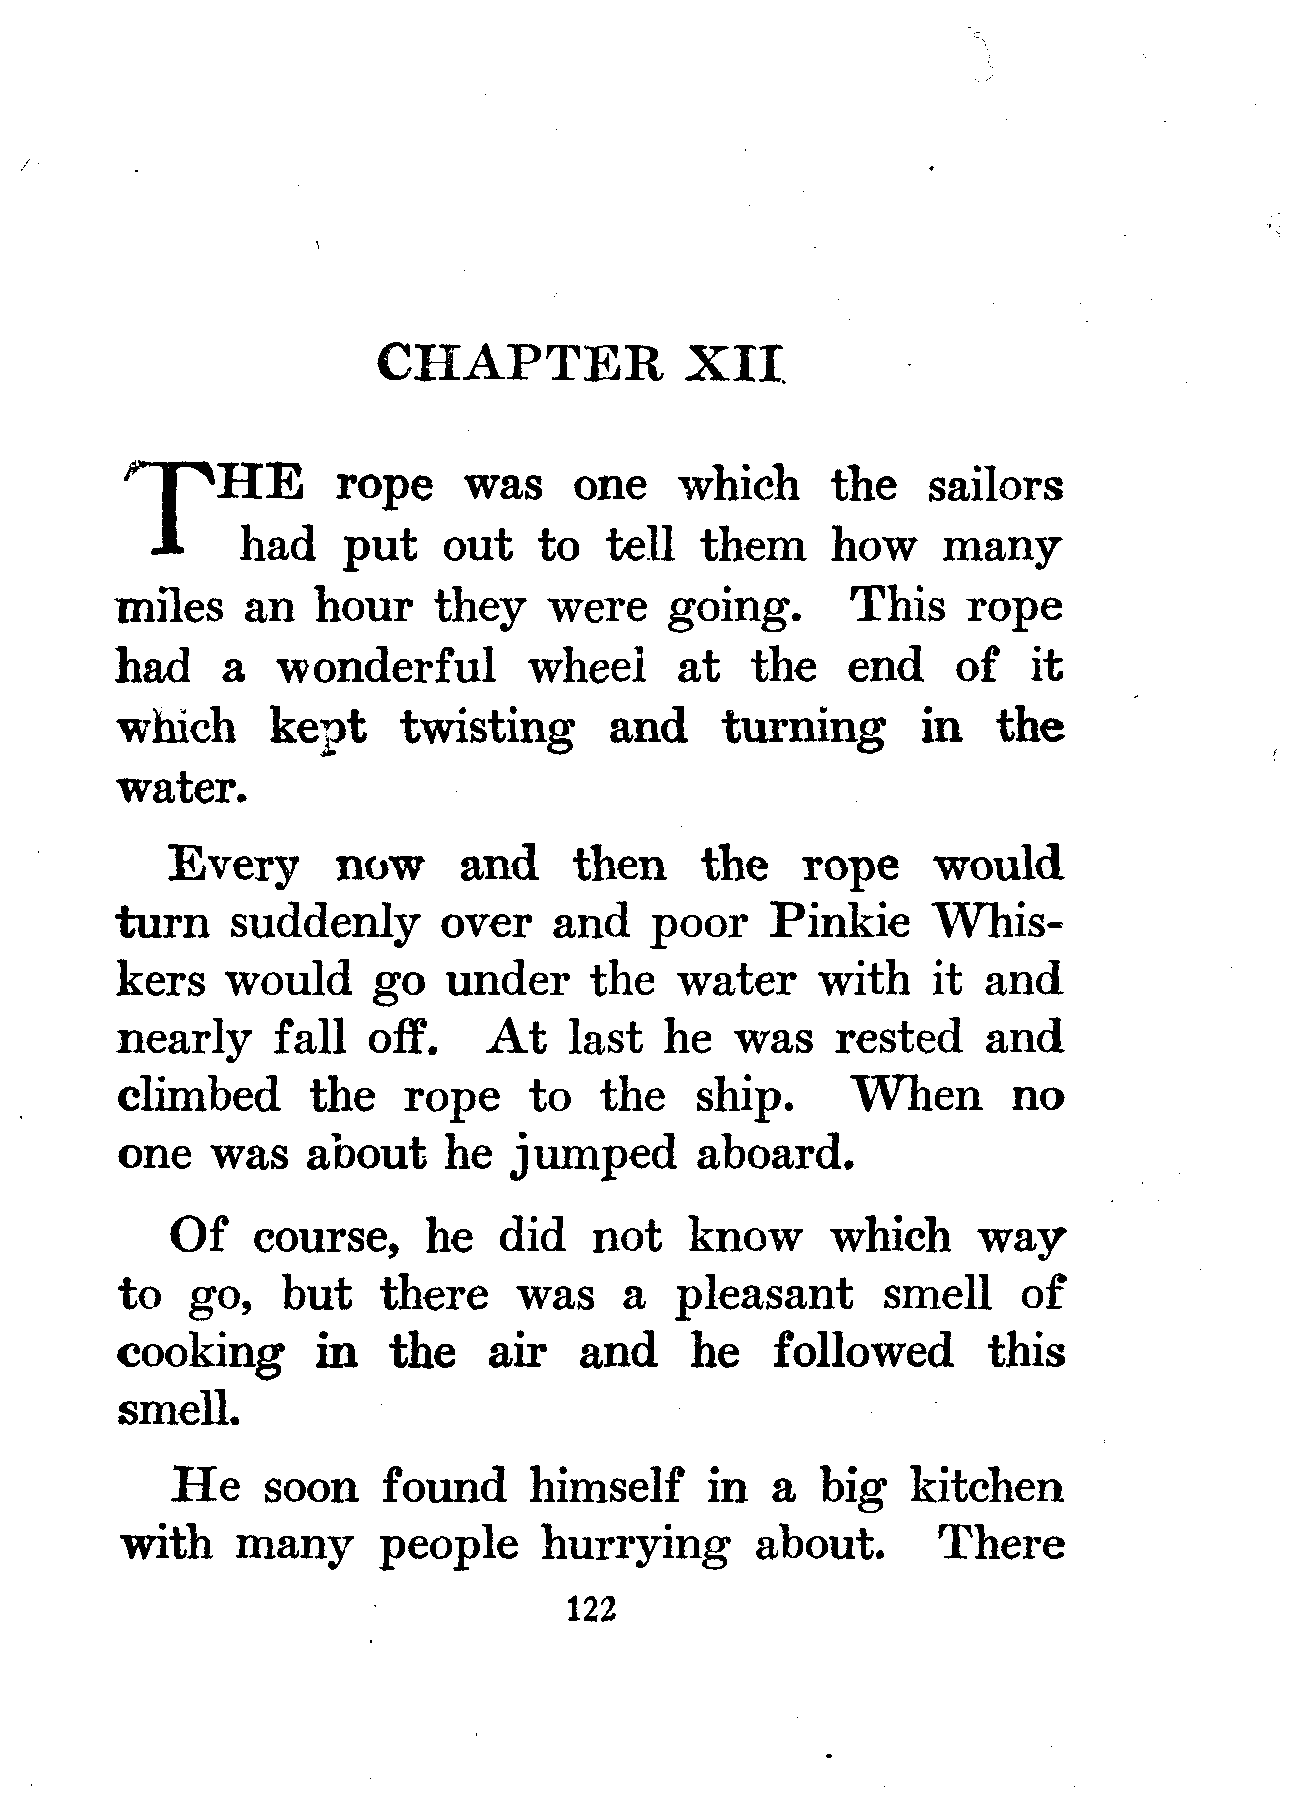 CHAPTER XII
THE rope was one which the sailors
had put out to tell them how many
miles an hour they were going. This rope
had a wonderful wheel at the end of it
which kept twisting and turning in the
water.
Every now and then the rope would
turn suddenly over and poor Pinkie Whis-
kers would go under the water with it and
nearly fall off. At last he was rested and
climbed the rope to the ship. When no
one was about he jumped aboard.
Of course, he did not know which way
to go, but there was a pleasant smell of
cooking in the air and he followed this
smell.
He soon found himself in a big kitchen
with many people hurrying about. There
122